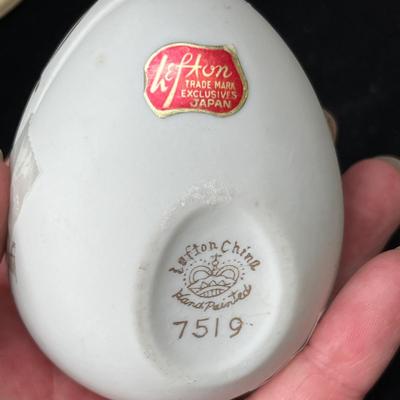 Lefton
TRADE MARK
EXCLUSIVES
JAPAN
Lefton China
Hand Painted
7519